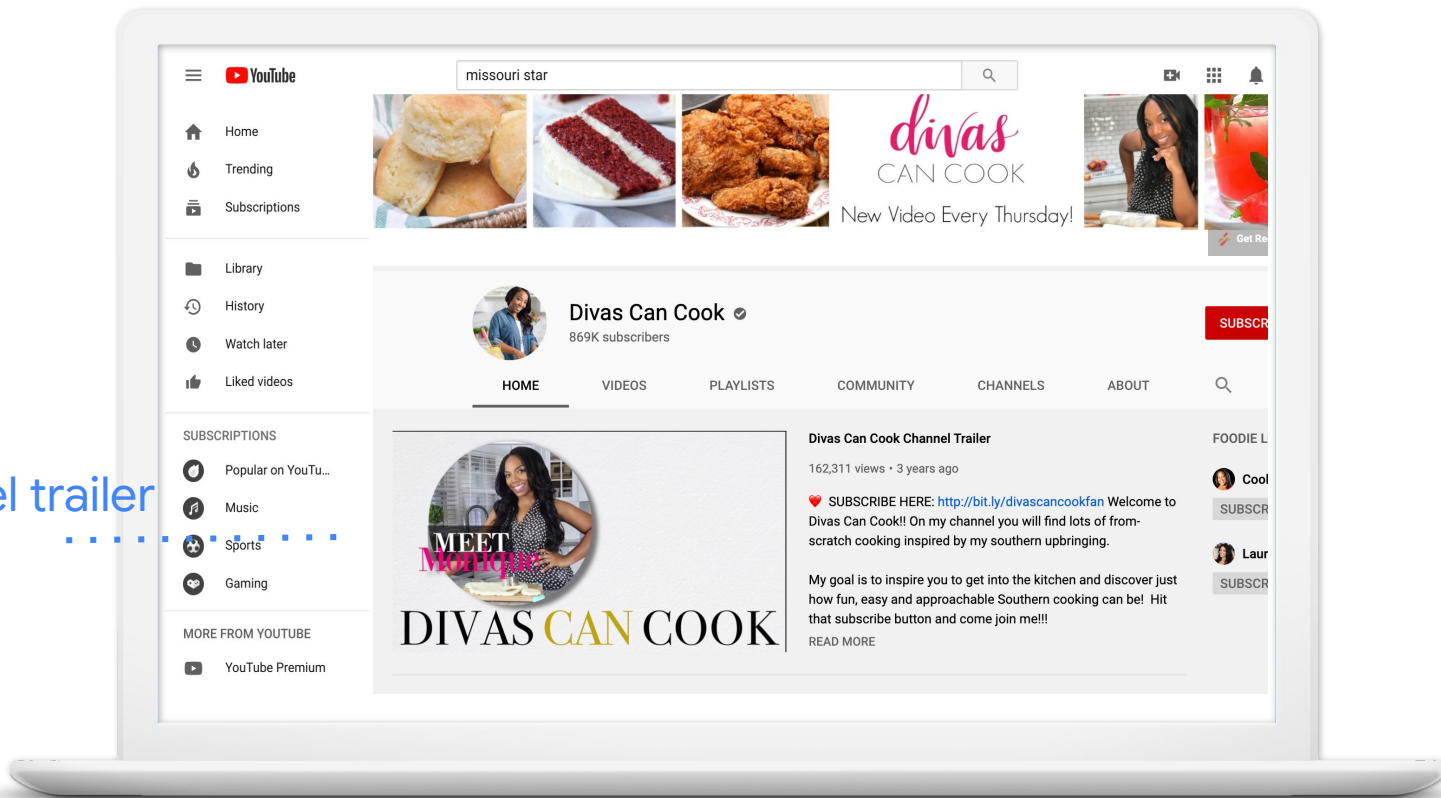 YouTube
missouri star
Home
Trending
Subscriptions
divas
CAN COOK
New Video Every Thursday!
Get Re
Library
History
Watch later
Liked videos
Divas Can Cook
869K subscribers
SUBSCR
HOME VIDEOS PLAYLISTS COMMUNITY CHANNELS ABOUT
SUBSCRIPTIONS
Popular on YouTu...
Music
Sports
Gaming
MORE FROM YOUTUBE
YouTube Premium
el trailer
MEET
Monique
DIVAS CAN COOK
Divas Can Cook Channel Trailer
162,311 views • 3 years ago
❤️ SUBSCRIBE HERE: http://bit.ly/divascancookfan Welcome to
Divas Can Cook!! On my channel you will find lots of from-
scratch cooking inspired by my southern upbringing.
My goal is to inspire you to get into the kitchen and discover just
how fun, easy and approachable Southern cooking can be! Hit
that subscribe button and come join me!!!
READ MORE
FOODIE L
Cool
SUBSCR
Laur
SUBSCR